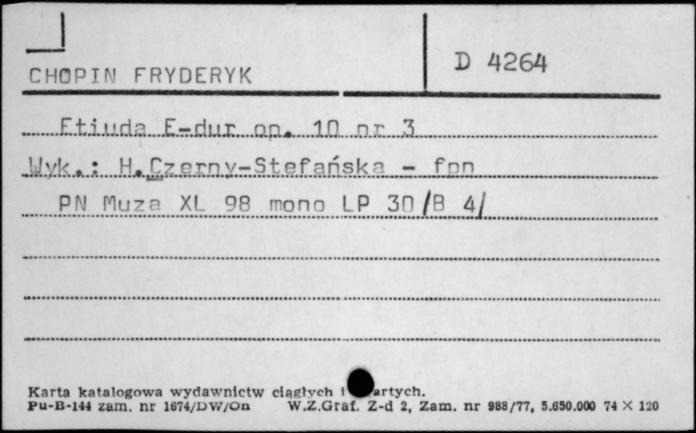 CHOPIN FRYDERYK
D 4264
Etiuda E-dur op. 10 nr 3
Wyk.: H.Czerny-Stefańska - fpn
PN Muza XL 98 mono LP 30 /B 4/
Karta katalogowa wydawnictw ciągłych i
Pu-B-144 zam. nr 1674/DW/On W.Z.Graf. Z-d 2, Zam. nr 988/77, 5.650.000 74 × 120